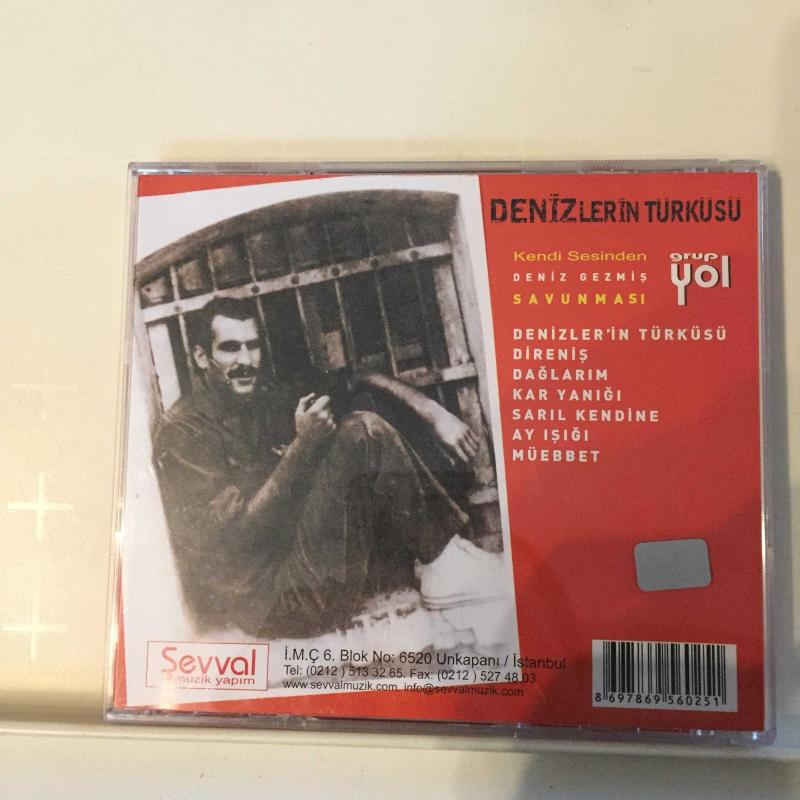 DENİZLERİN TÜRKÜSÜ
Kendi Sesinden
DENİZ GEZMİŞ
SAVUNMASI
grup
yol
DENİZLER'İN TÜRKÜSÜ
DİRENİŞ
DAĞLARIM
KAR YANIĞI
SARIL KENDİNE
AY IŞIĞI
MÜEBBET
Şevval
müzik yapım
İ.M.Ç 6. Blok No: 6520 Unkapanı / İstanbul
Tel: (0212 ) 513 32 65. Fax: (0212 ) 527 48 03
www.sevvalmuzik.com info@sevvalmuzik.com
8 697869 560251